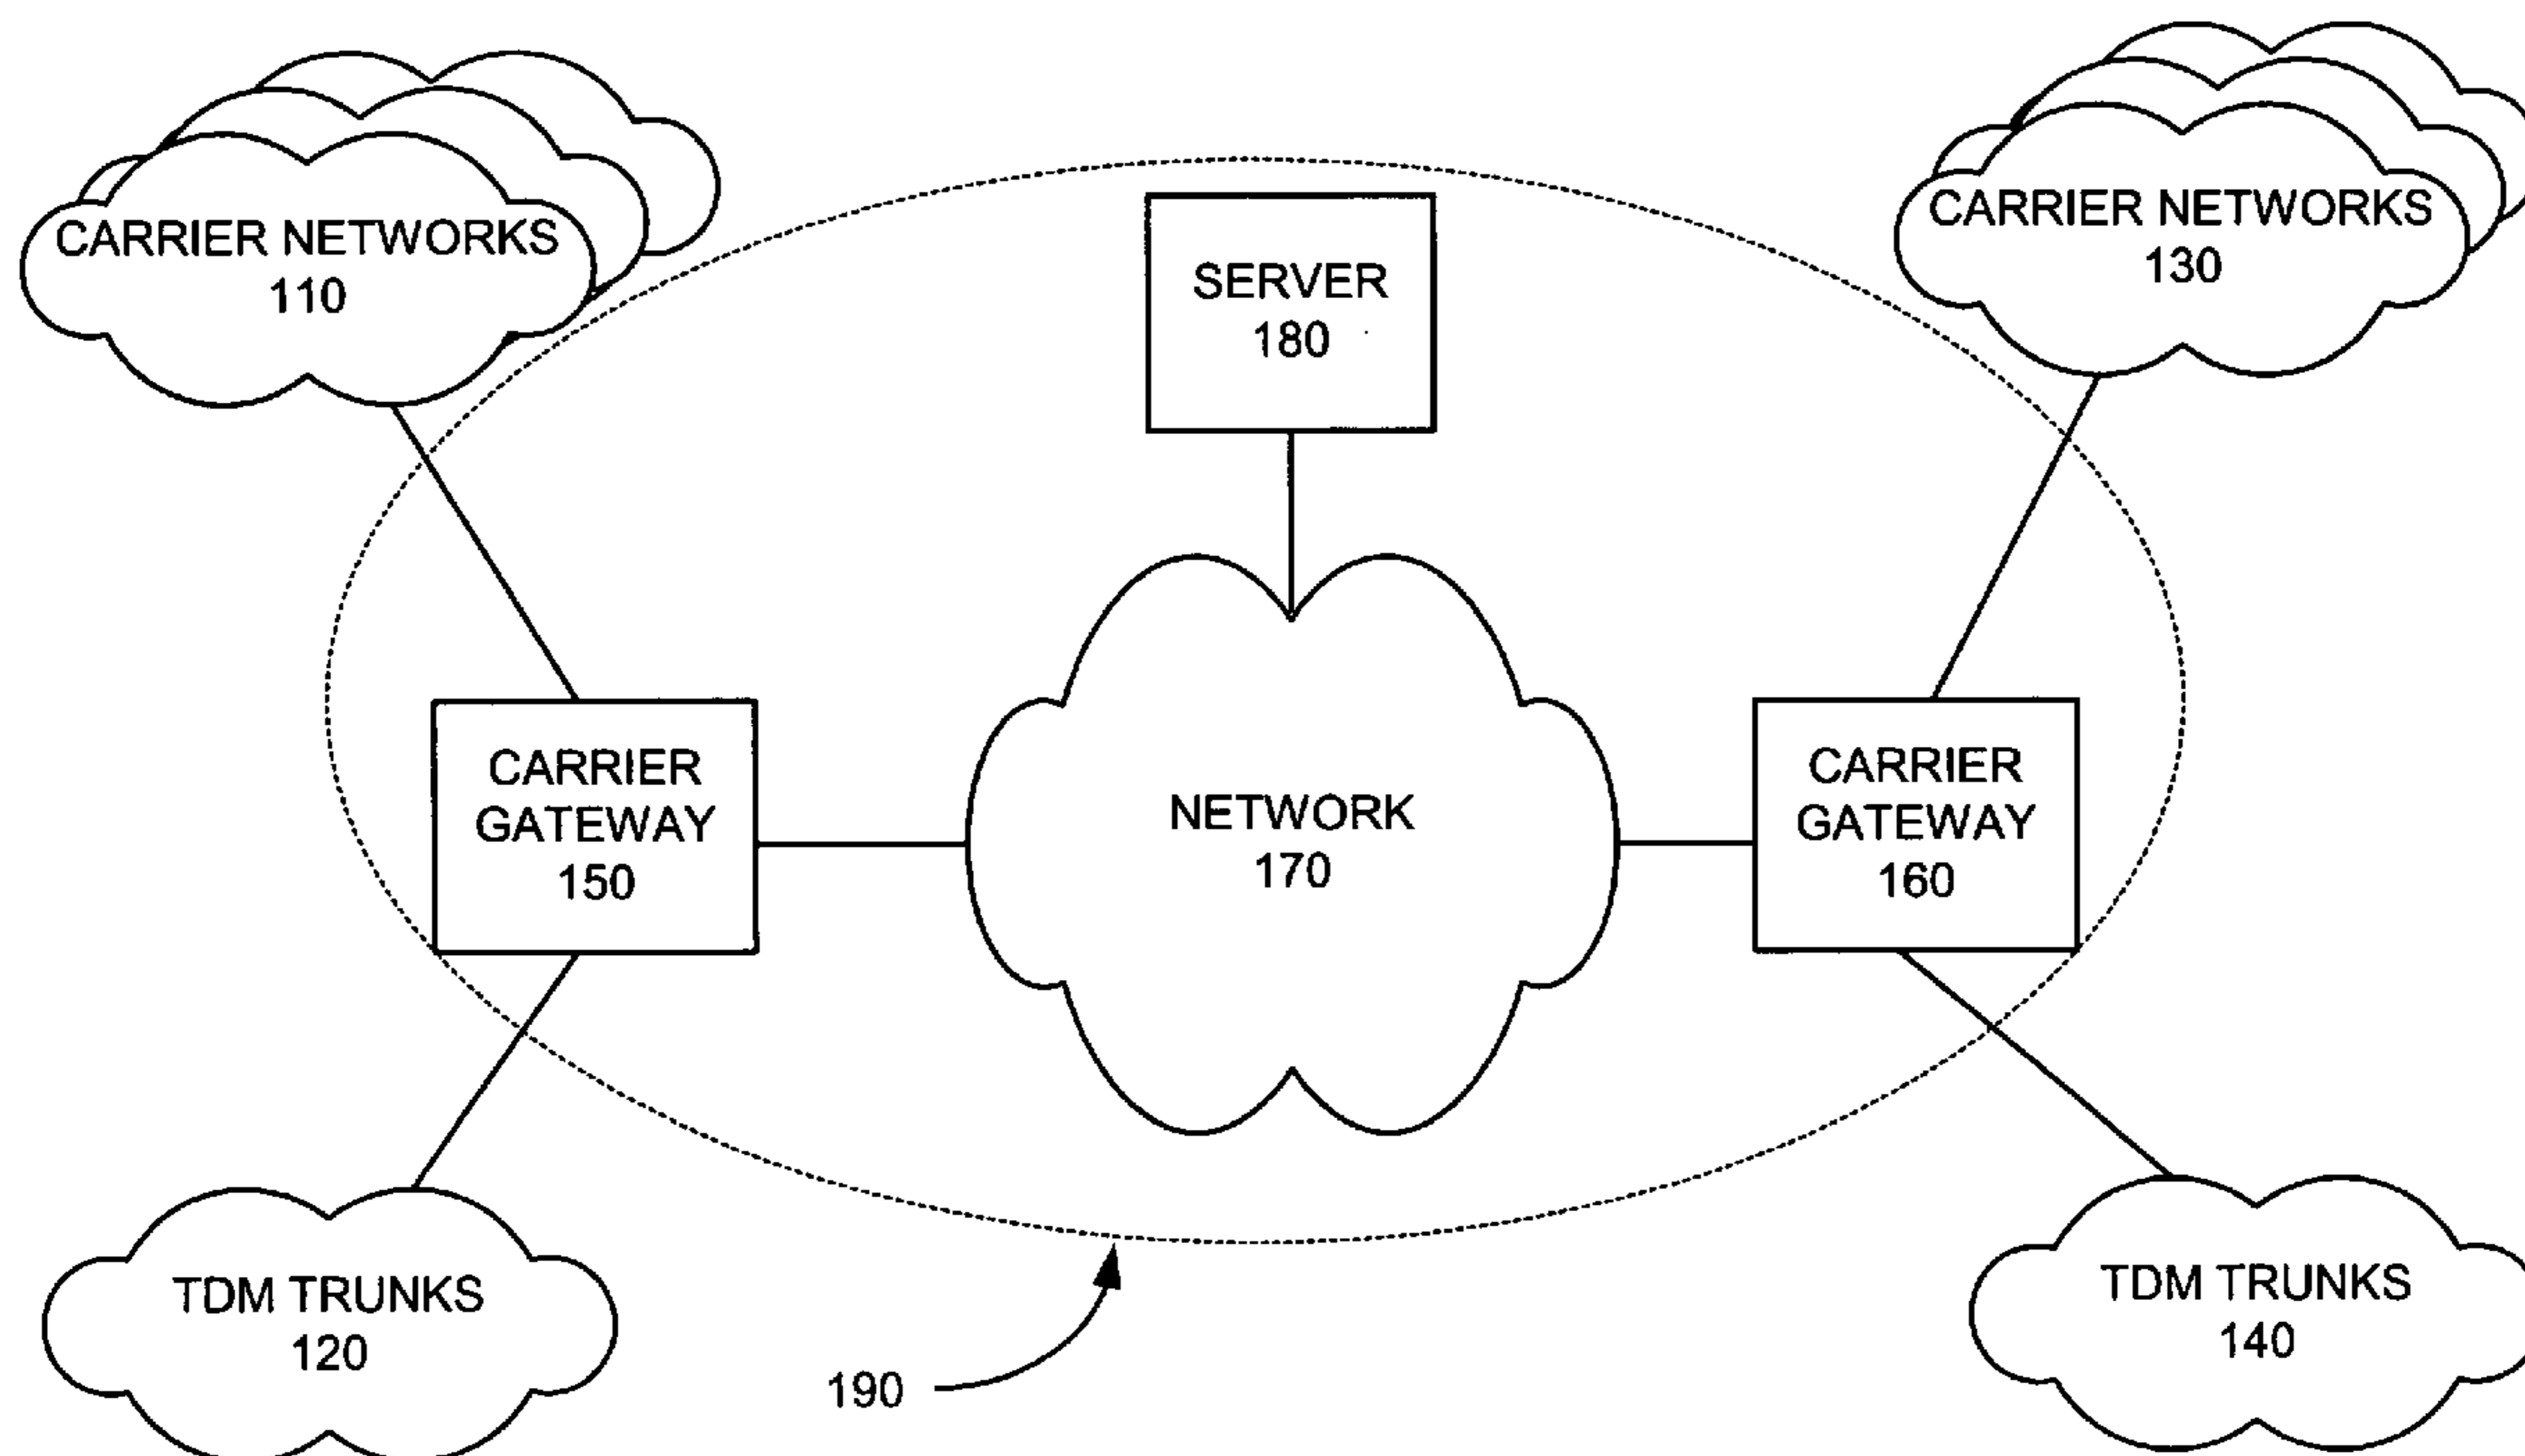 CARRIER NETWORKS
110
CARRIER NETWORKS
130
SERVER
180
CARRIER
GATEWAY
150
NETWORK
170
CARRIER
GATEWAY
160
TDM TRUNKS
120
TDM TRUNKS
140
190